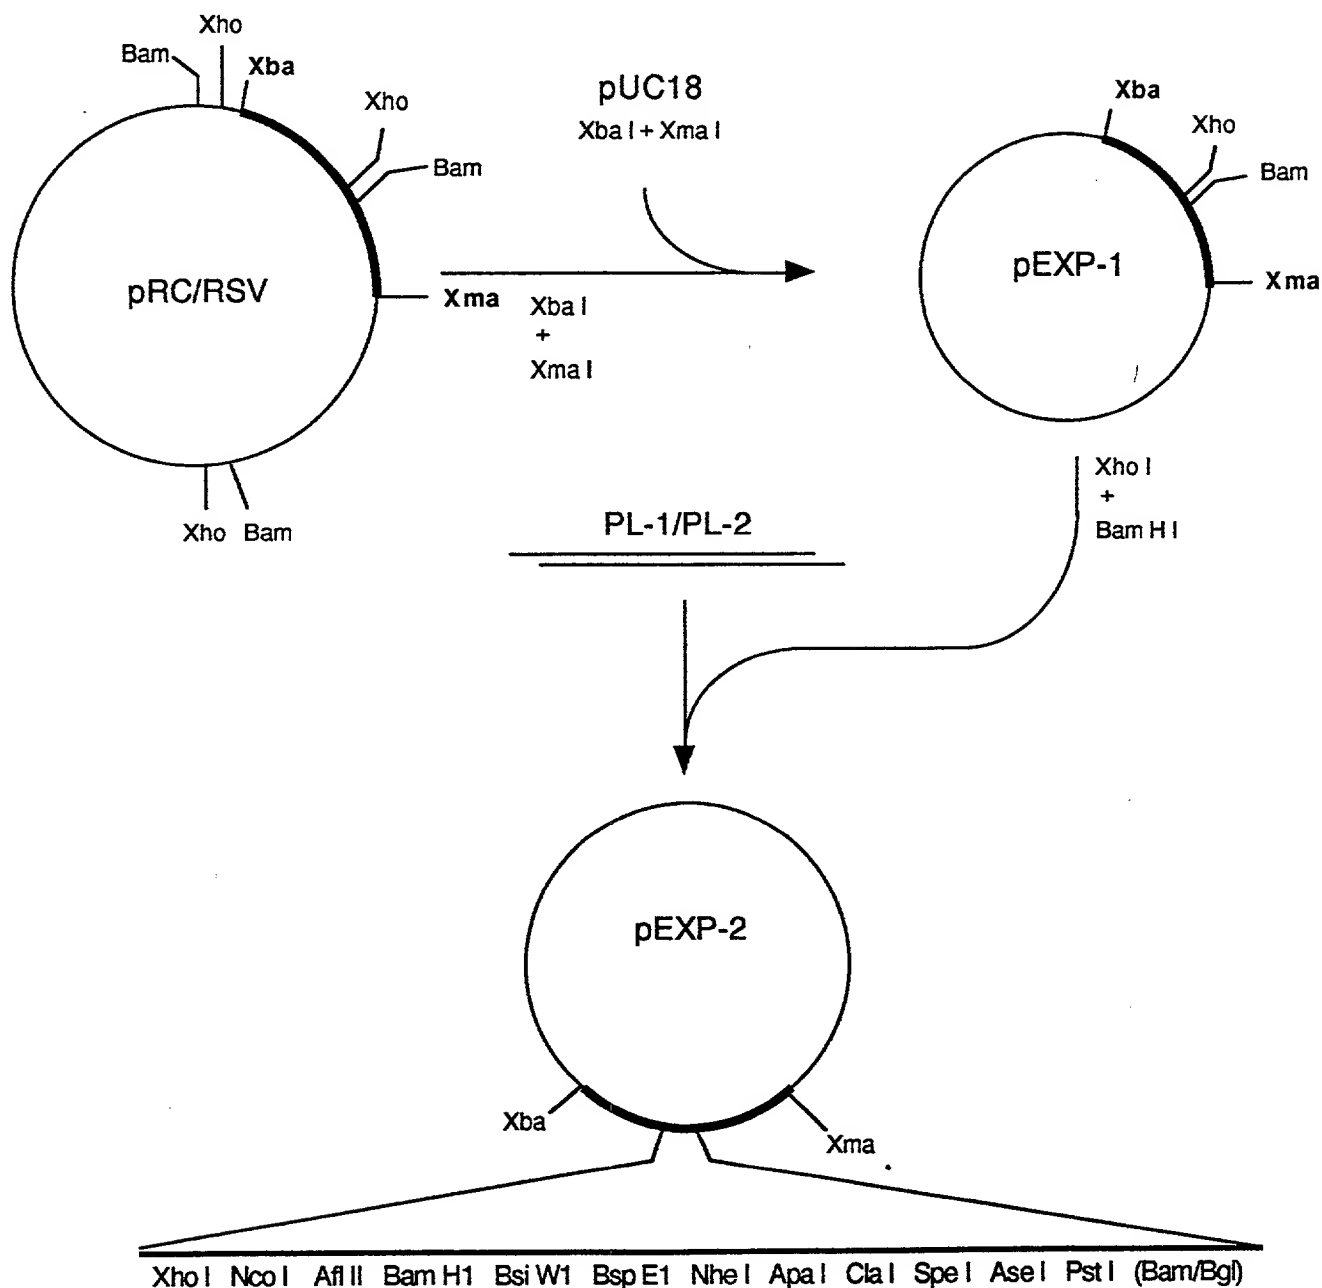 Xho
Bam
Xba
Xho
Bam
pRC/RSV
Xma
Xho Bam
pUC18
Xba I + Xma I
Xba I
+
Xma I
Xba
Xho
Bam
pEXP-1
Xma
Xho I
+
Bam H I
PL-1/PL-2
pEXP-2
Xba
Xma
Xho I Nco I Afl II Bam H1 Bsi W1 Bsp E1 Nhe I Apa I Cla I Spe I Ase I Pst I (Bam/Bgl)